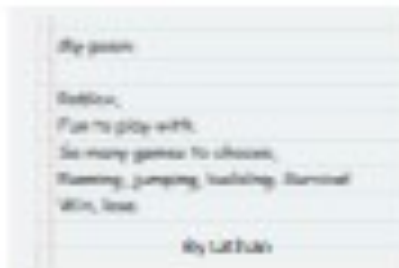 My poem
Roblox,
Fun to play with.
So many games to choose,
Running, jumping, building, Survival
Win, lose.
By